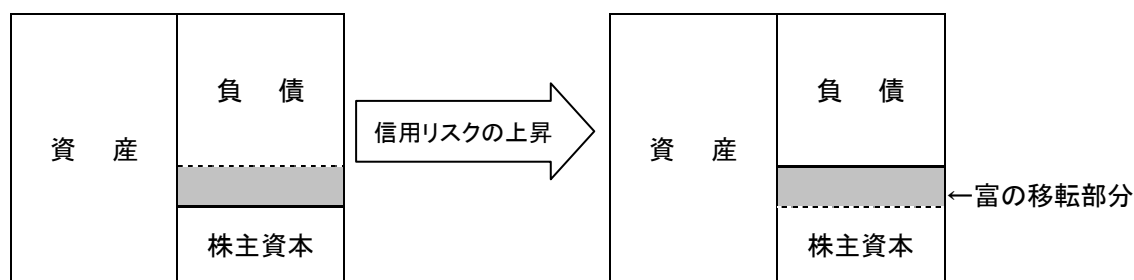 資 産
負 債
株主資本
信用リスクの上昇
資 産
負 債
←富の移転部分
株主資本